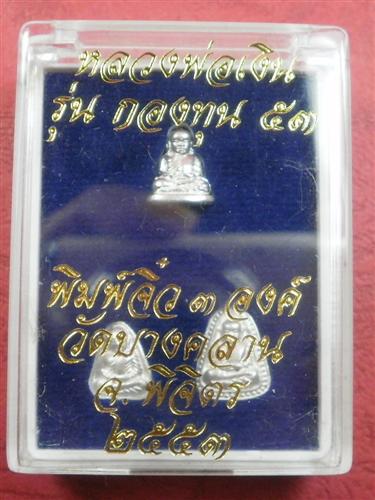 หลวงพ่อเงิน
รุ่น กองทุน ๕๓
พิมพ์จิ๋ว ๓ องค์
วัดบางคลาน
จ. พิจิตร
๒๕๕๓